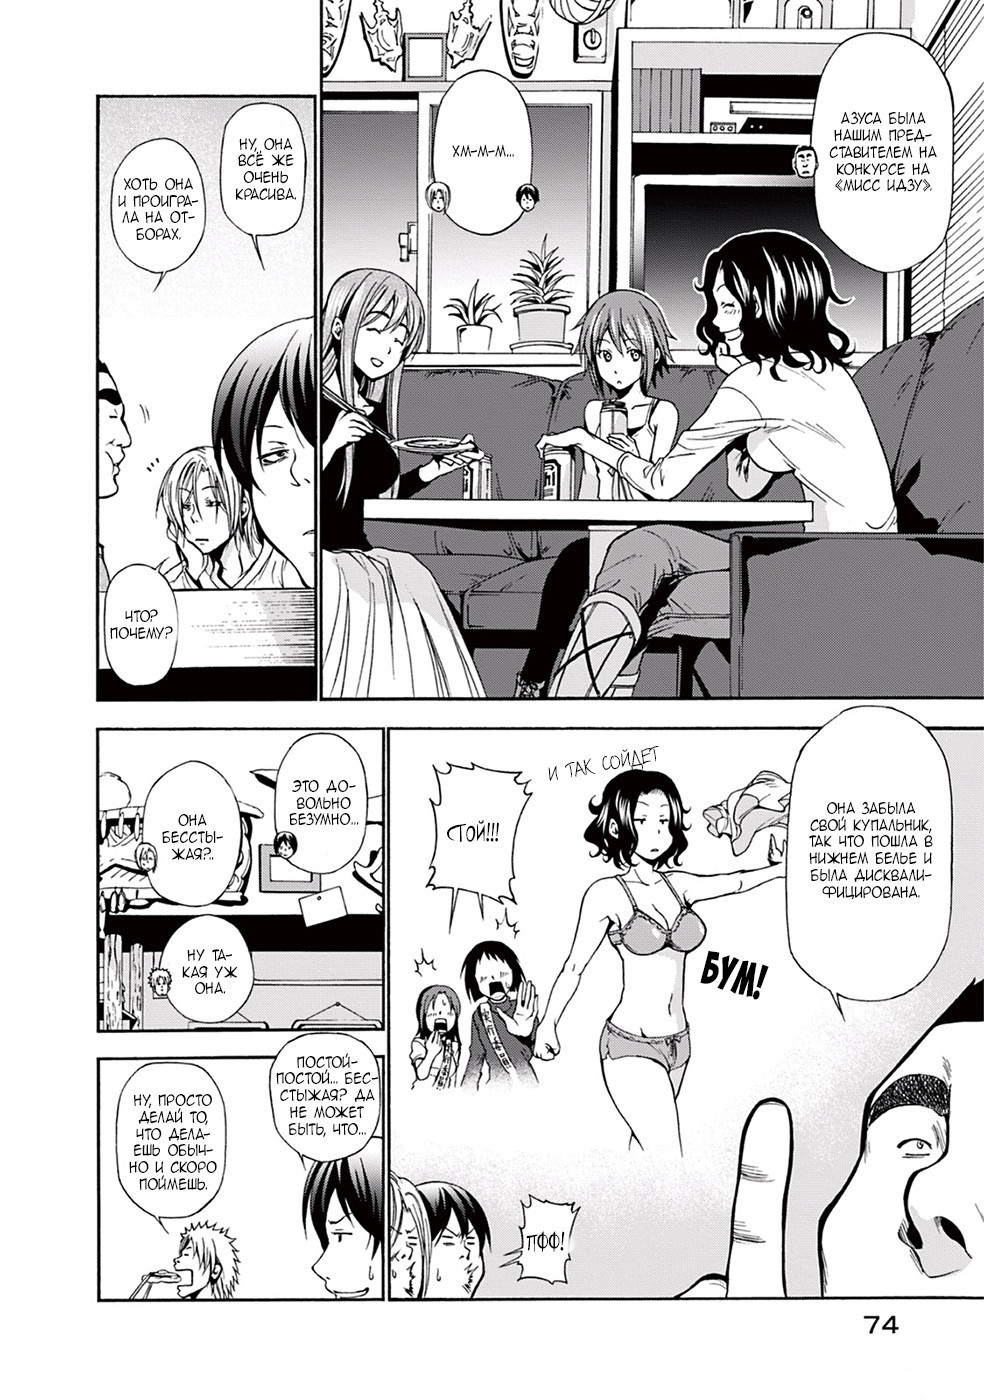 АЗУСА БЫЛА
НАШИМ ПРЕД-
СТАВИТЕЛЕМ НА
КОНКУРСЕ НА
«МИСС ИДЗУ».
ХМ-М-М...
НУ, ОНА
ВСЁ ЖЕ
ОЧЕНЬ
КРАСИВА.
ХОТЬ ОНА
И ПРОИГРА-
ЛА НА ОТ-
БОРАХ.
ЧТО?
ПОЧЕМУ?
ОНА ЗАБЫЛА
СВОЙ КУПАЛЬНИК,
ТАК ЧТО ПОШЛА В
НИЖНЕМ БЕЛЬЕ И
БЫЛА ДИСКВАЛИ-
ФИЦИРОВАНА.
И ТАК СОЙДЕТ
СТОЙ!!!
БУМ!
ПФФ!
ЭТО ДО-
ВОЛЬНО
БЕЗУМНО...
ОНА
БЕССТЫ-
ЖАЯ?..
НУ ТА-
КАЯ УЖ
ОНА.
ПОСТОЙ-
ПОСТОЙ... БЕС-
СТЫЖАЯ? ДА
НЕ МОЖЕТ
БЫТЬ, ЧТО...
НУ, ПРОСТО
ДЕЛАЙ ТО,
ЧТО ДЕЛА-
ЕШЬ ОБЫЧ-
НО И СКОРО
ПОЙМЕШЬ.
74